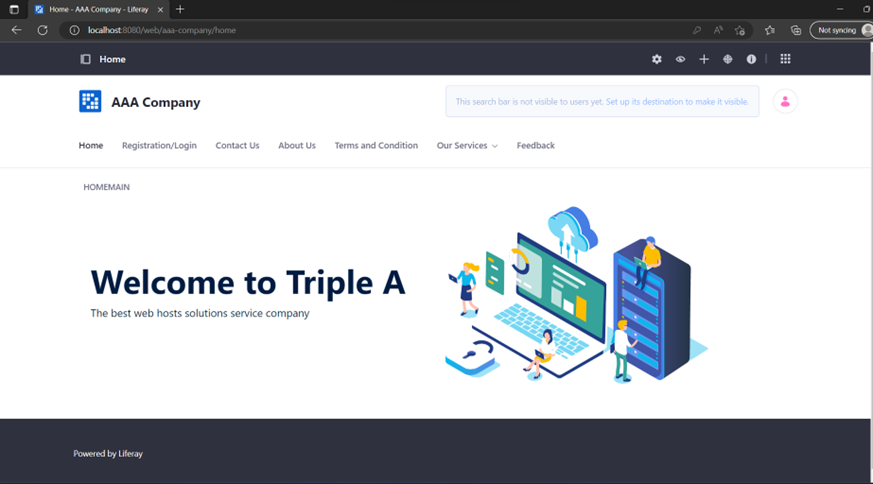 Home - AAA Company - Liferay
localhost:8080/web/aaa-company/home
Not syncing
Home
AAA Company
This search bar is not visible to users yet. Set up its destination to make it visible.
Home Registration/Login Contact Us About Us Terms and Condition Our Services Feedback
HOMEMAIN
Welcome to Triple A
The best web hosts solutions service company
Powered by Liferay